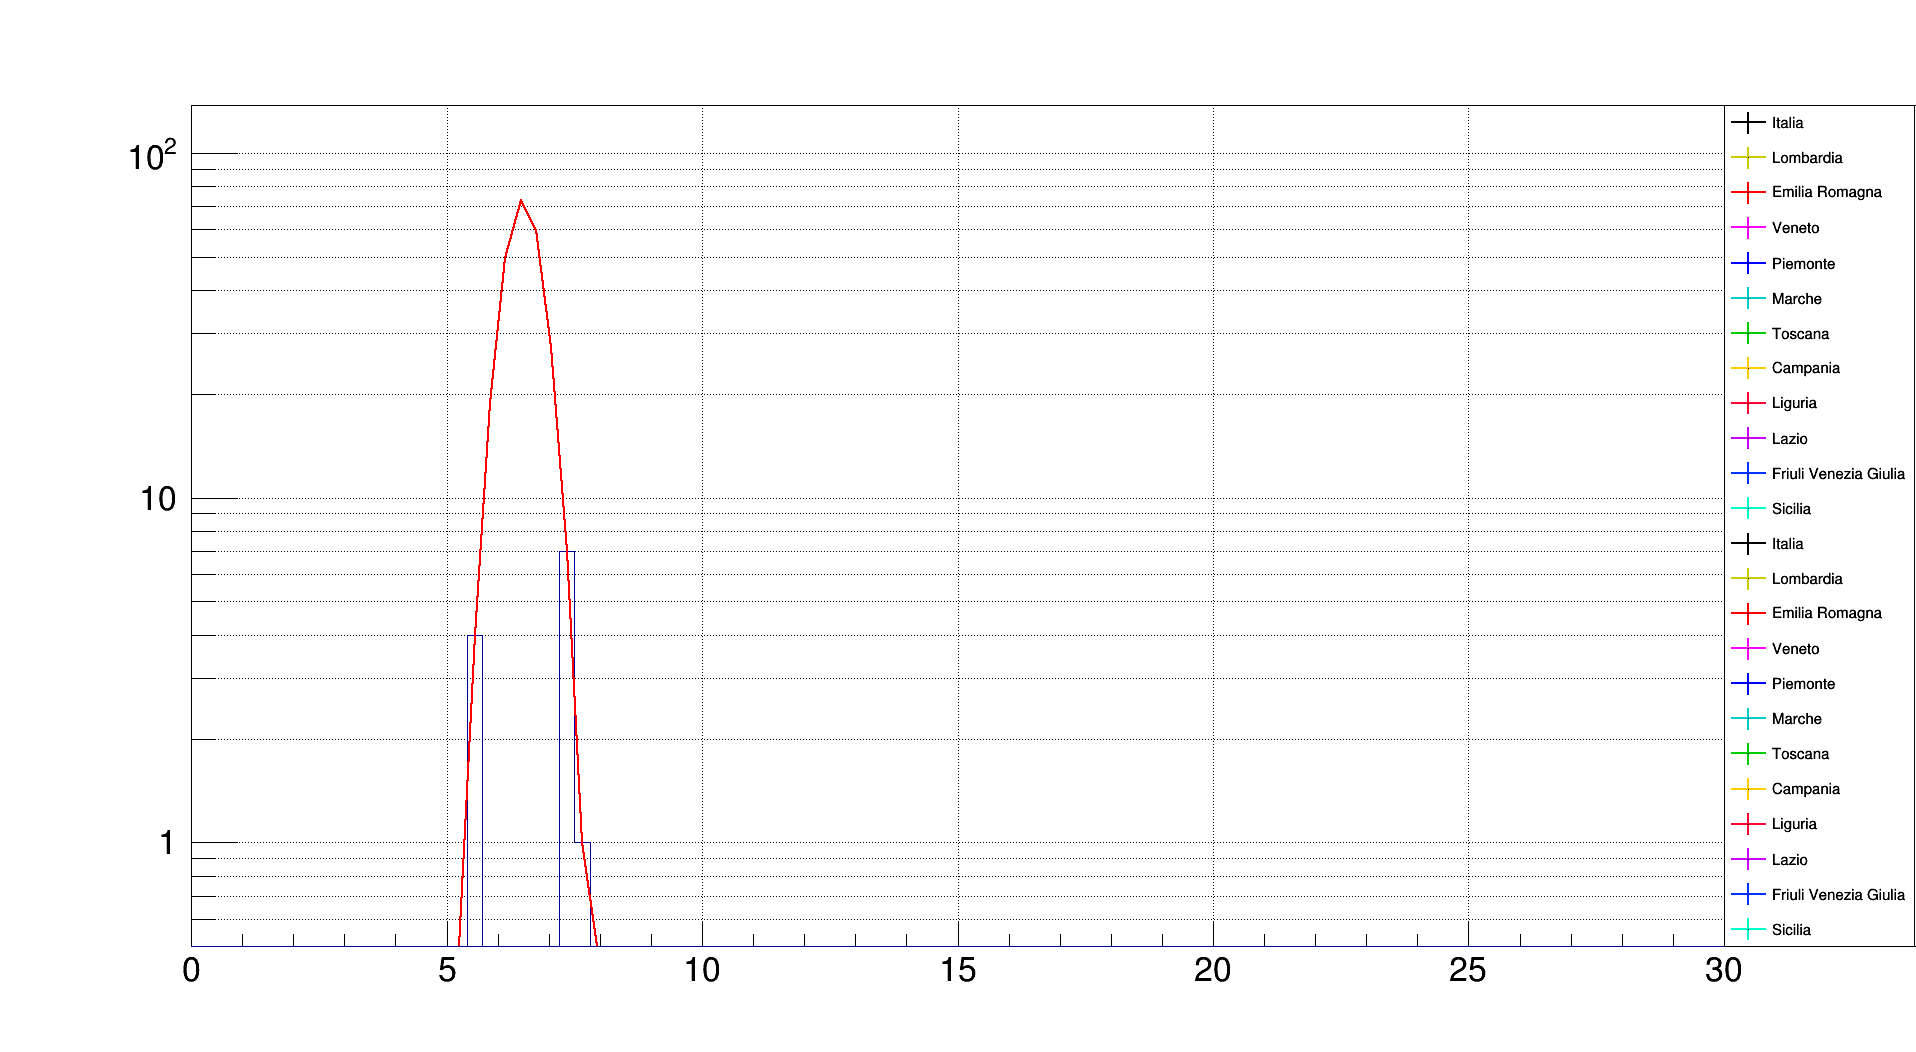 10²
10
1
0 5 10 15 20 25 30
Italia
Lombardia
Emilia Romagna
Veneto
Piemonte
Marche
Toscana
Campania
Liguria
Lazio
Friuli Venezia Giulia
Sicilia
Italia
Lombardia
Emilia Romagna
Veneto
Piemonte
Marche
Toscana
Campania
Liguria
Lazio
Friuli Venezia Giulia
Sicilia